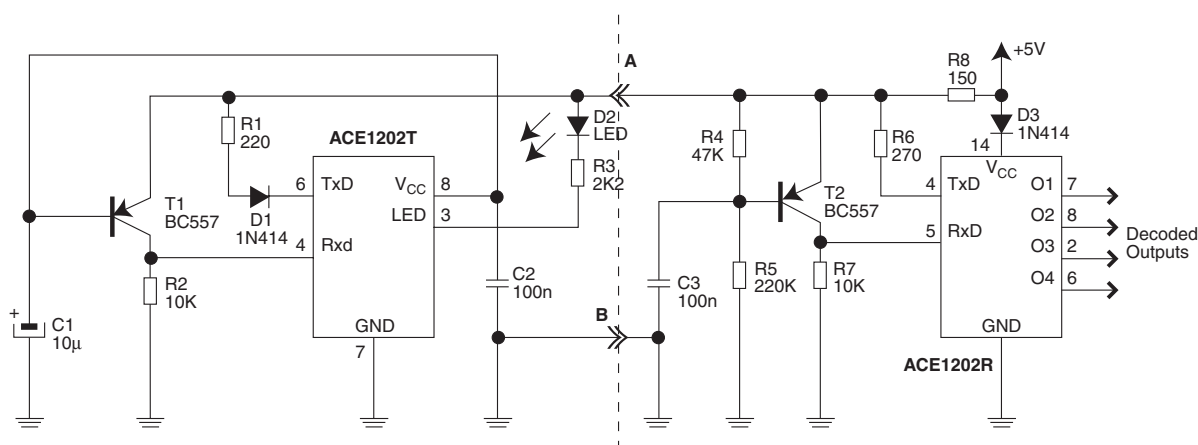 A
+5V
R8
150
D3
1N414
14
R1
220
ACE1202T
D2
LED
R3
2K2
R4
47K
R6
270
T1
BC557
6
TxD
V_CC
8
LED
3
D1
1N414
4
Rxd
R2
10K
C2
100n
C1
+
10μ
GND
7
B
C3
100n
R5
220K
T2
BC557
R7
10K
4
TxD
V_CC
5
RxD
O1
7
O2
8
O3
2
O4
6
Decoded
Outputs
GND
ACE1202R